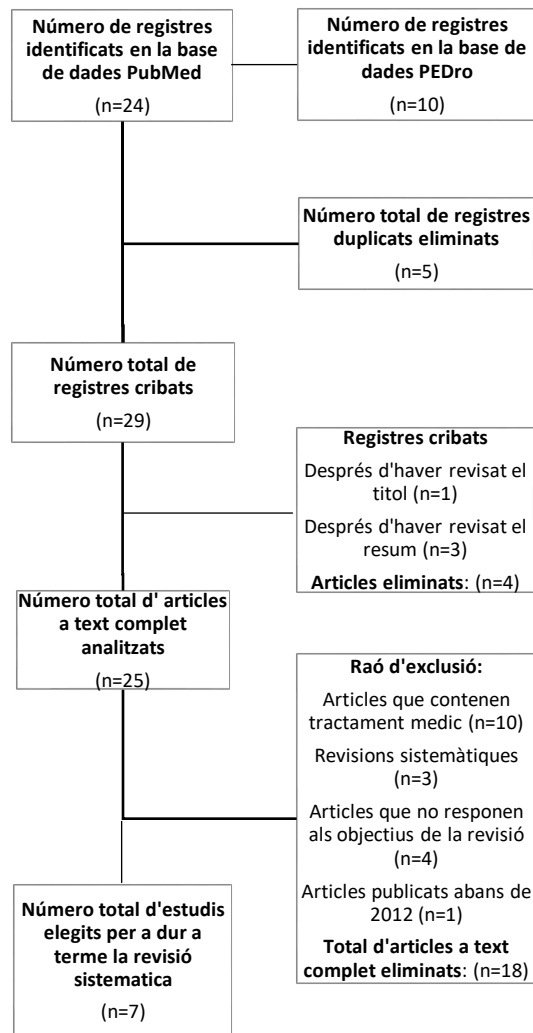 Número de registres
identificats en la base
de dades PubMed
(n=24)
Número de registres
identificats en la base de
dades PEDro
(n=10)
Número total de registres
duplicats eliminats
(n=5)
Número total de
registres cribats
(n=29)
Registres cribats
Després d'haver revisat el
titol (n=1)
Després d'haver revisat el
resum (n=3)
Articles eliminats: (n=4)
Número total d' articles
a text complet
analitzats
(n=25)
Raó d'exclusió:
Articles que contenen
tractament medic (n=10)
Revisions sistemàtiques
(n=3)
Articles que no responen
als objectius de la revisió
(n=4)
Articles publicats abans de
2012 (n=1)
Total d'articles a text
complet eliminats: (n=18)
Número total d'estudis
elegits per a dur a
terme la revisió
sistematica
(n=7)